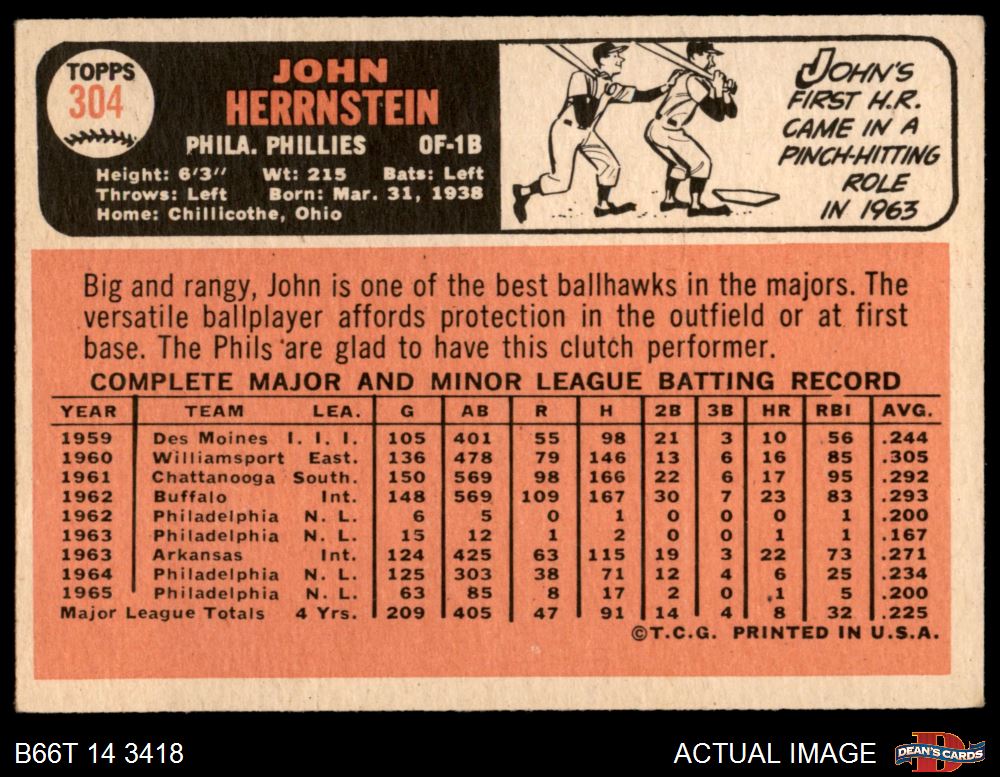 TOPPS
304
JOHN
HERRNSTEIN
PHILA. PHILLIES OF-1B
Height: 6'3" Wt: 215 Bats: Left
Throws: Left Born: Mar. 31, 1938
Home: Chillicothe, Ohio
JOHN'S
FIRST H.R.
CAME IN A
PINCH-HITTING
ROLE
IN 1963
Big and rangy, John is one of the best ballhawks in the majors. The
versatile ballplayer affords protection in the outfield or at first
base. The Phils are glad to have this clutch performer.
COMPLETE MAJOR AND MINOR LEAGUE BATTING RECORD
YEAR TEAM LEA. G AB R H 2B 3B HR RBI AVG.
1959 Des Moines I. I. I. 105 401 55 98 21 3 10 56 .244
1960 Williamsport East. 136 478 79 146 13 6 16 85 .305
1961 Chattanooga South. 150 569 98 166 22 6 17 95 .292
1962 Buffalo Int. 148 569 109 167 30 7 23 83 .293
1962 Philadelphia N. L. 6 5 0 1 0 0 0 1 .200
1963 Philadelphia N. L. 15 12 1 2 0 0 1 1 .167
1963 Arkansas Int. 124 425 63 115 19 3 22 73 .271
1964 Philadelphia N. L. 125 303 38 71 12 4 6 25 .234
1965 Philadelphia N. L. 63 85 8 17 2 0 1 5 .200
Major League Totals 4 Yrs. 209 405 47 91 14 4 8 32 .225
©T.C.G. PRINTED IN U.S.A.
B66T 14 3418 ACTUAL IMAGE DEAN'S CARDS